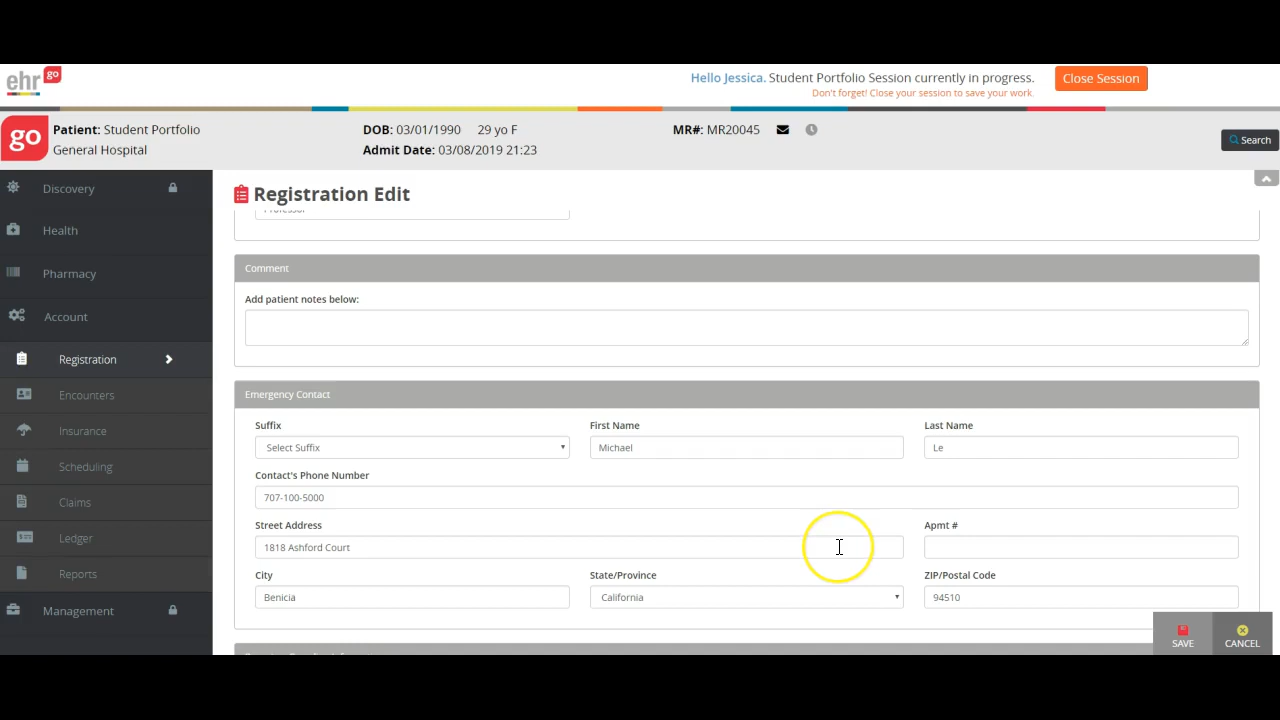 ehr go
Hello Jessica. Student Portfolio Session currently in progress.
Don't forget! Close your session to save your work.
Close Session
go
Patient: Student Portfolio
General Hospital
DOB: 03/01/1990 29 yo F
Admit Date: 03/08/2019 21:23
MR#: MR20045
Search
Discovery
Health
Pharmacy
Account
Registration
Encounters
Insurance
Scheduling
Claims
Ledger
Reports
Management
Registration Edit
Professor
Comment
Add patient notes below:
Emergency Contact
Suffix First Name Last Name
Select Suffix Michael Le
Contact's Phone Number
707-100-5000
Street Address Apmt #
1818 Ashford Court
City State/Province ZIP/Postal Code
Benicia California 94510
SAVE CANCEL